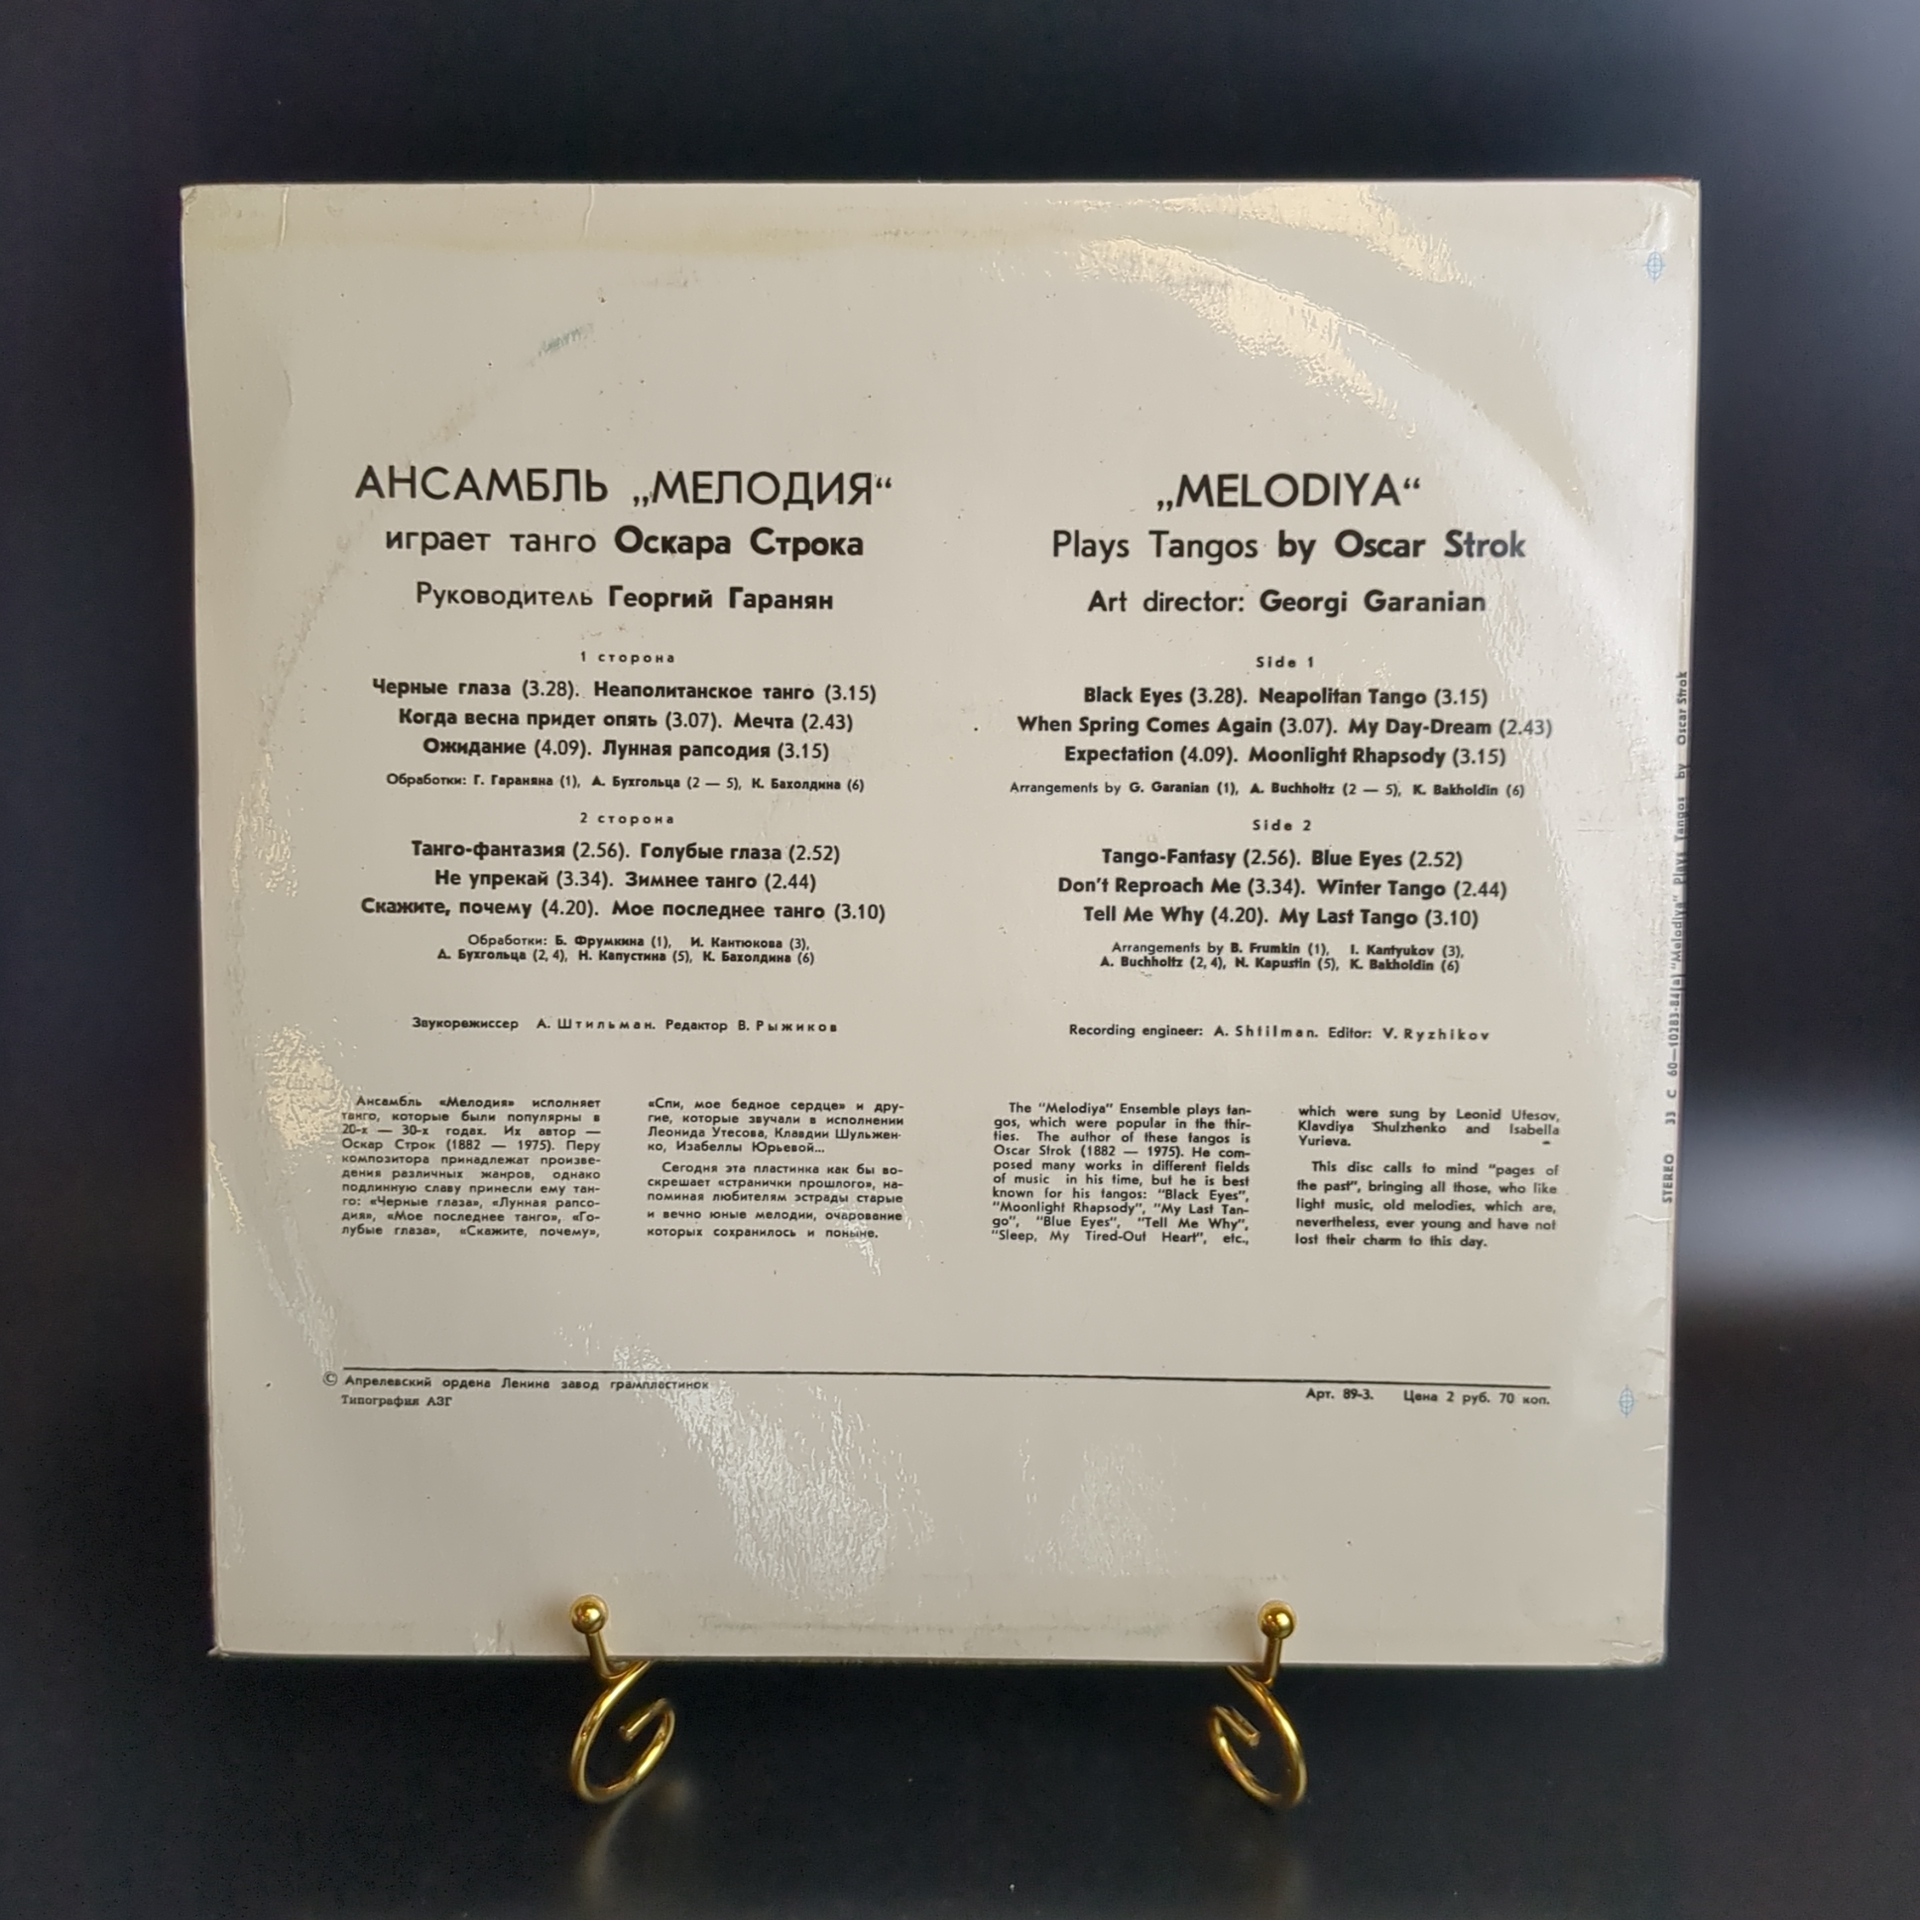 АНСАМБЛЬ „МЕЛОДИЯ“
играет танго Оскара Строка
Руководитель Георгий Гаранян
1 сторона
Черные глаза (3.28). Неаполитанское танго (3.15)
Когда весна придет опять (3.07). Мечта (2.43)
Ожидание (4.09). Лунная рапсодия (3.15)
Обработки: Г. Гараняна (1), А. Бухгольца (2 — 5), К. Бахолдина (6)
2 сторона
Танго-фантазия (2.56). Голубые глаза (2.52)
Не упрекай (3.34). Зимнее танго (2.44)
Скажите, почему (4.20). Мое последнее танго (3.10)
Обработки: Б. Фрумкина (1), И. Кантюкова (3),
А. Бухгольца (2, 4), Н. Капустина (5), К. Бахолдина (6)
Звукорежиссер А. Штильман. Редактор В. Рыжиков
Ансамбль «Мелодия» исполняет
танго, которые были популярны в
20-х — 30-х годах. Их автор —
Оскар Строк (1882 — 1975). Перу
композитора принадлежат произве-
дения различных жанров, однако
подлинную славу принесли ему тан-
го: «Черные глаза», «Лунная рапсо-
дия», «Мое последнее танго», «Го-
лубые глаза», «Скажите, почему»,
«Спи, мое бедное сердце» и дру-
гие, которые звучали в исполнении
Леонида Утесова, Клавдии Шульжен-
ко, Изабеллы Юрьевой...
Сегодня эта пластинка как бы во-
скрешает «странички прошлого», на-
поминая любителям эстрады старые
и вечно юные мелодии, очарование
которых сохранилось и поныне.
„MELODIYA“
Plays Tangos by Oscar Strok
Art director: Georgi Garanian
Side 1
Black Eyes (3.28). Neapolitan Tango (3.15)
When Spring Comes Again (3.07). My Day-Dream (2.43)
Expectation (4.09). Moonlight Rhapsody (3.15)
Arrangements by G. Garanian (1), A. Buchholtz (2 — 5), K. Bakholdin (6)
Side 2
Tango-Fantasy (2.56). Blue Eyes (2.52)
Don't Reproach Me (3.34). Winter Tango (2.44)
Tell Me Why (4.20). My Last Tango (3.10)
Arrangements by B. Frumkin (1), I. Kantyukov (3),
A. Buchholtz (2, 4), N. Kapustin (5), K. Bakholdin (6)
Recording engineer: A. Shtilman. Editor: V. Ryzhikov
The "Melodiya" Ensemble plays tan-
gos, which were popular in the thir-
ties. The author of these tangos is
Oscar Strok (1882 — 1975). He com-
posed many works in different fields
of music in his time, but he is best
known for his tangos: "Black Eyes",
"Moonlight Rhapsody", "My Last Tan-
go", "Blue Eyes", "Tell Me Why",
"Sleep, My Tired-Out Heart", etc.,
which were sung by Leonid Utesov,
Klavdiya Shulzhenko and Isabella
Yurieva.
This disc calls to mind "pages of
the past", bringing all those, who like
light music, old melodies, which are,
nevertheless, ever young and have not
lost their charm to this day.
© Апрелевский ордена Ленина завод грампластинок
Типография АЗГ
Арт. 89-3. Цена 2 руб. 70 коп.
STEREO 33 С 60—10283-84(а) "Melodiya" Plays Tangos by Oscar Strok